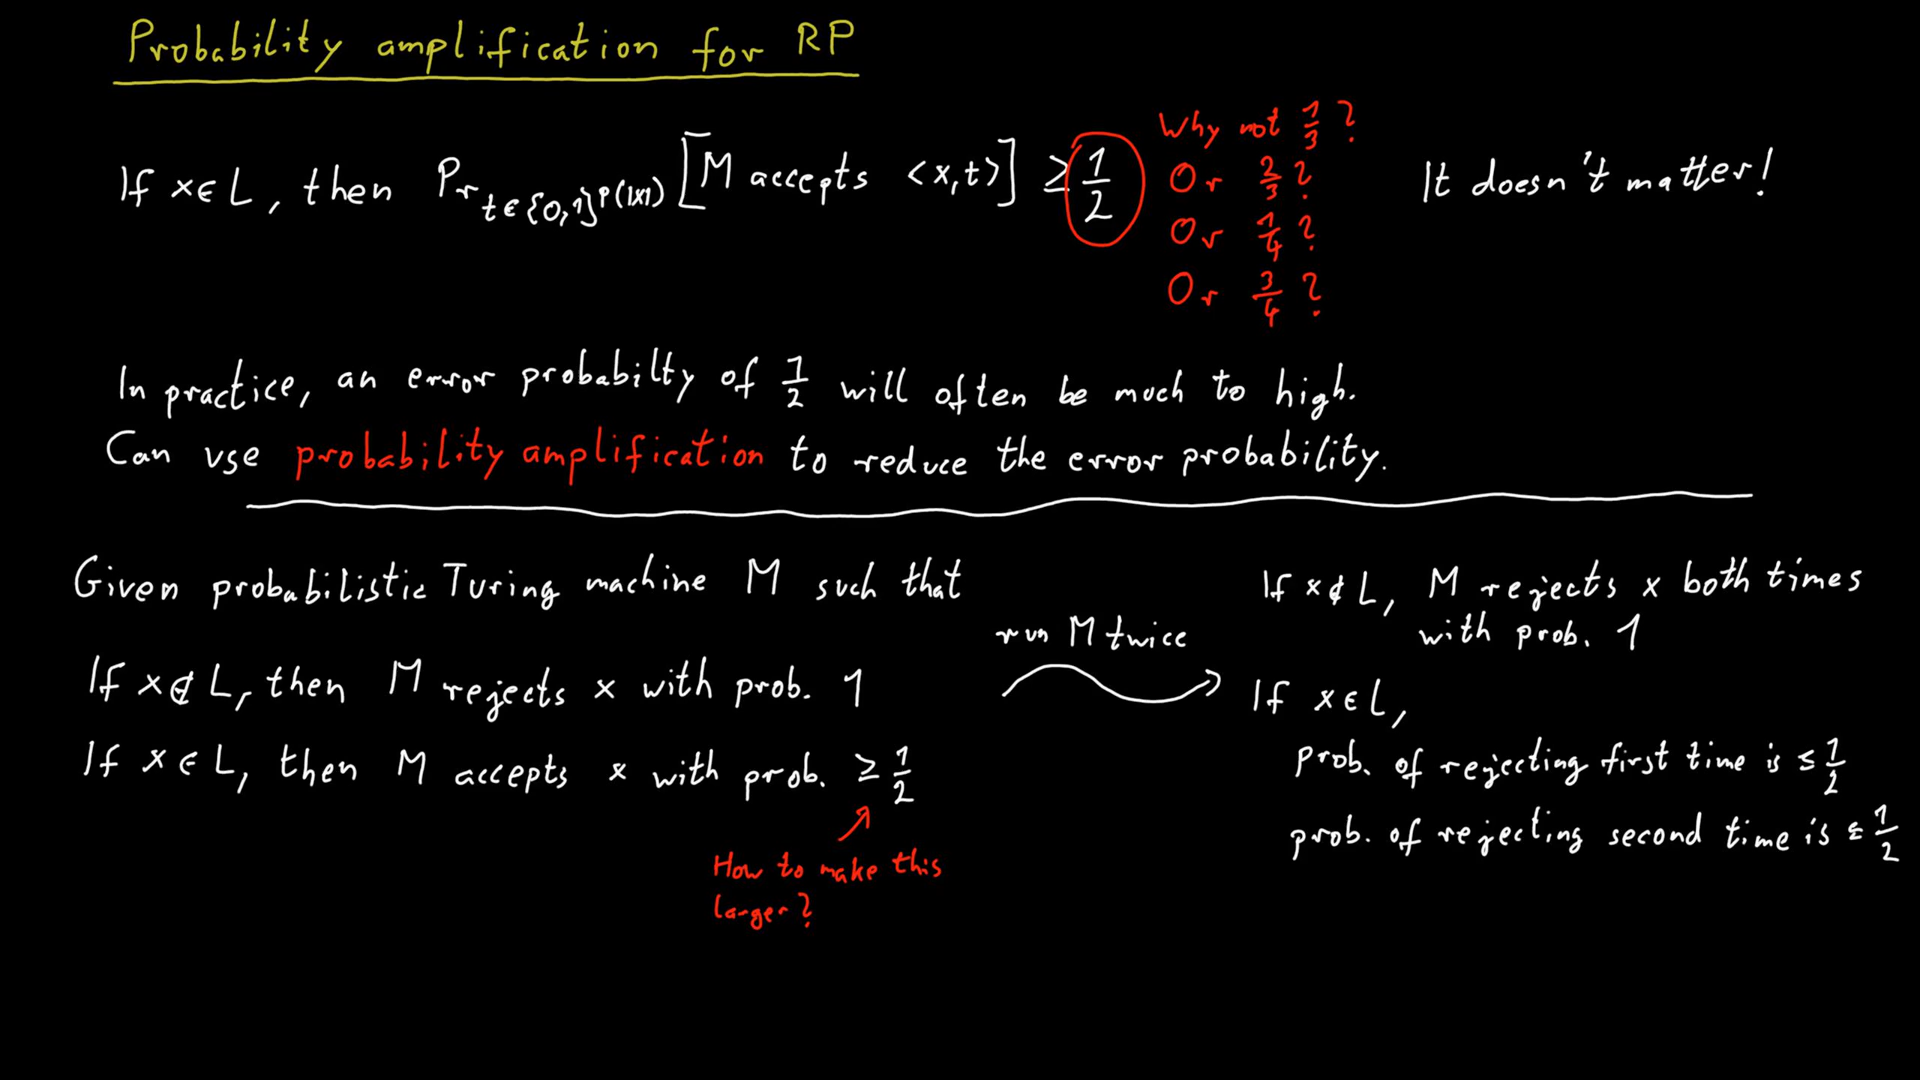 Probability amplification for RP
If x ∈ L, then Pr_{t ∈ {0,1}^{p(|x|)}} [M accepts <x,t>] ≥ 1/2
Why not 1/3?
Or 2/3?
Or 1/4?
Or 3/4?
It doesn't matter!
In practice, an error probabilty of 1/2 will often be much to high.
Can use probability amplification to reduce the error probability.
Given probabilistic Turing machine M such that
If x ∉ L, then M rejects x with prob. 1
If x ∈ L, then M accepts x with prob. ≥ 1/2
How to make this
larger?
run M twice
If x ∉ L, M rejects x both times
with prob. 1
If x ∈ L,
prob. of rejecting first time is ≤ 1/2
prob. of rejecting second time is ≤ 1/2